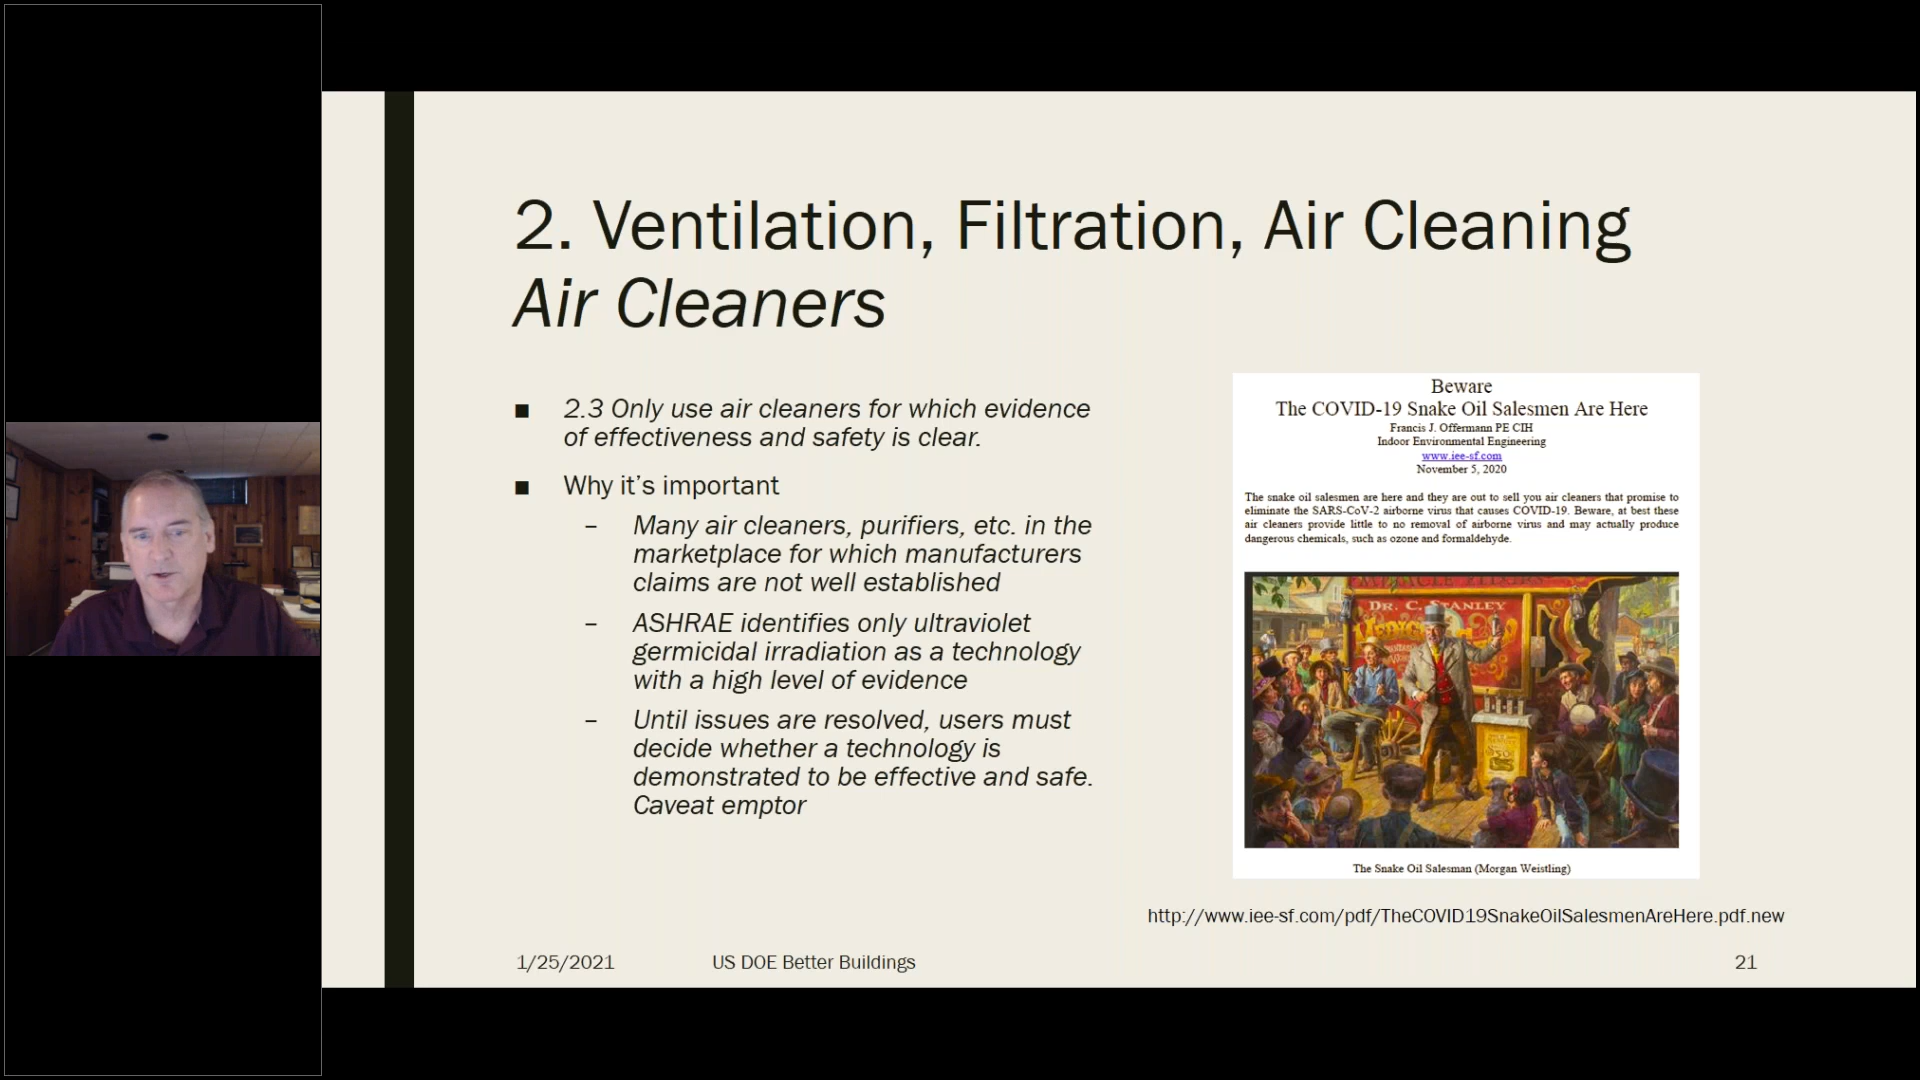 2. Ventilation, Filtration, Air Cleaning
Air Cleaners
■ 2.3 Only use air cleaners for which evidence
of effectiveness and safety is clear.
■ Why it’s important
– Many air cleaners, purifiers, etc. in the
marketplace for which manufacturers
claims are not well established
– ASHRAE identifies only ultraviolet
germicidal irradiation as a technology
with a high level of evidence
– Until issues are resolved, users must
decide whether a technology is
demonstrated to be effective and safe.
Caveat emptor
Beware
The COVID-19 Snake Oil Salesmen Are Here
Francis J. Offermann PE CIH
Indoor Environmental Engineering
www.iee-sf.com
November 5, 2020
The snake oil salesmen are here and they are out to sell you air cleaners that promise to
eliminate the SARS-CoV-2 airborne virus that causes COVID-19. Beware, at best these
air cleaners provide little to no removal of airborne virus and may actually produce
dangerous chemicals, such as ozone and formaldehyde.
DR. C. STANLEY
The Snake Oil Salesman (Morgan Weistling)
http://www.iee-sf.com/pdf/TheCOVID19SnakeOilSalesmenAreHere.pdf.new
1/25/2021
US DOE Better Buildings
21